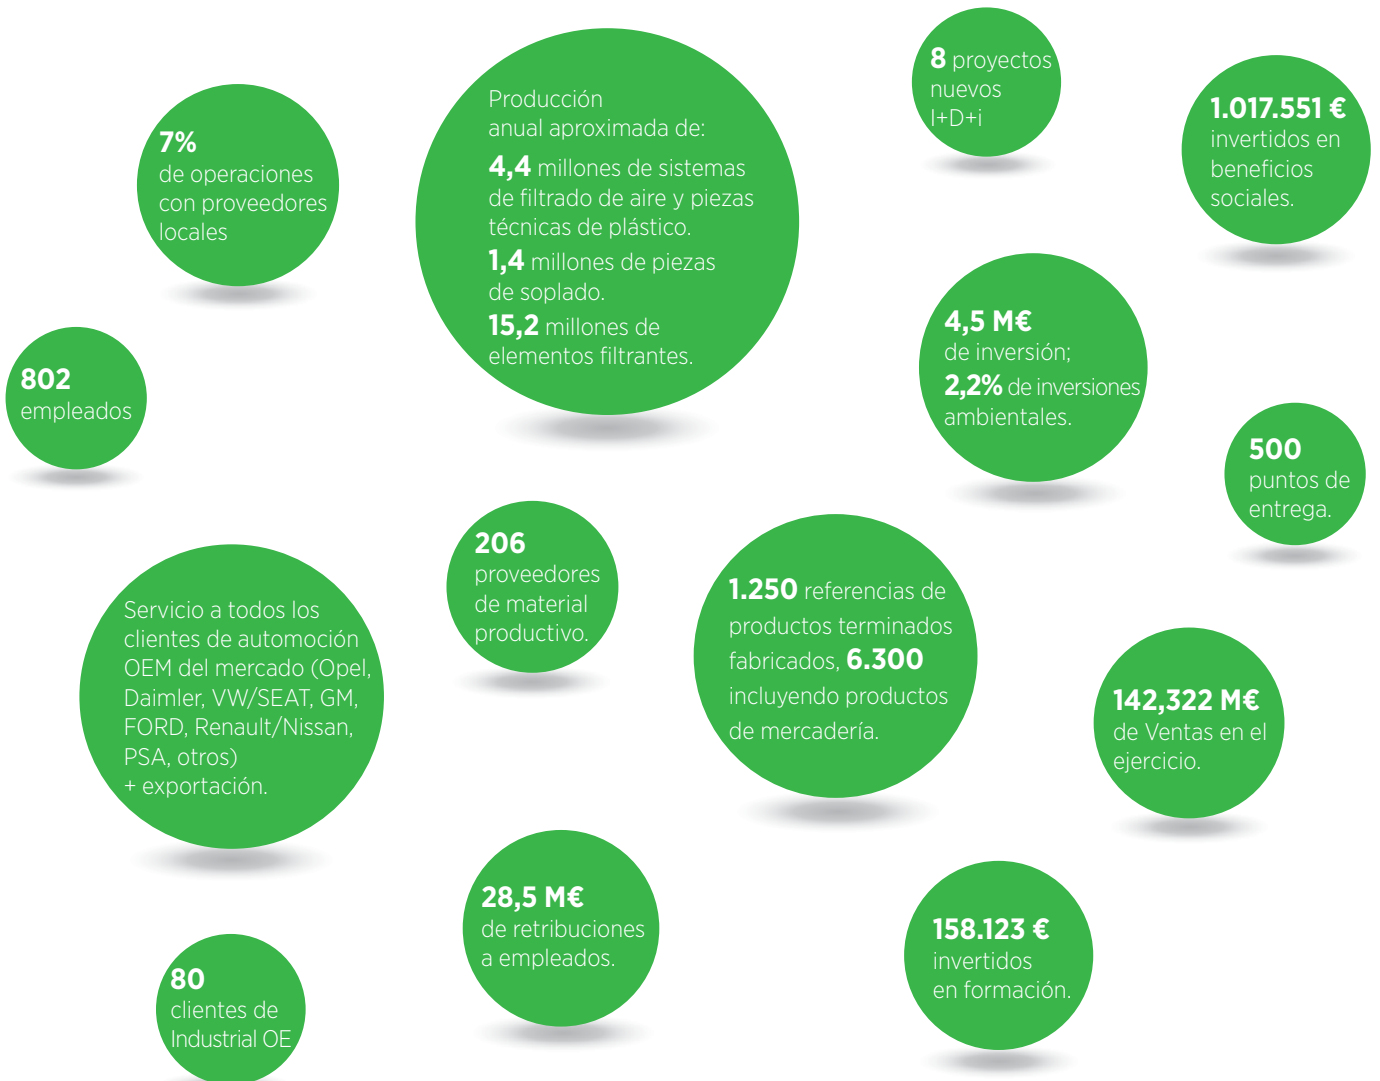 8 proyectos
nuevos
I+D+i
Producción
anual aproximada de:
4,4 millones de sistemas
de filtrado de aire y piezas
técnicas de plástico.
1,4 millones de piezas
de soplado.
15,2 millones de
elementos filtrantes.
1.017.551 €
invertidos en
beneficios
sociales.
7%
de operaciones
con proveedores
locales
4,5 M€
de inversión;
2,2% de inversiones
ambientales.
802
empleados
500
puntos de
entrega.
206
proveedores
de material
productivo.
1.250 referencias de
productos terminados
fabricados, 6.300
incluyendo productos
de mercadería.
Servicio a todos los
clientes de automoción
OEM del mercado (Opel,
Daimler, VW/SEAT, GM,
FORD, Renault/Nissan,
PSA, otros)
+ exportación.
142,322 M€
de Ventas en el
ejercicio.
28,5 M€
de retribuciones
a empleados.
158.123 €
invertidos
en formación.
80
clientes de
Industrial OE